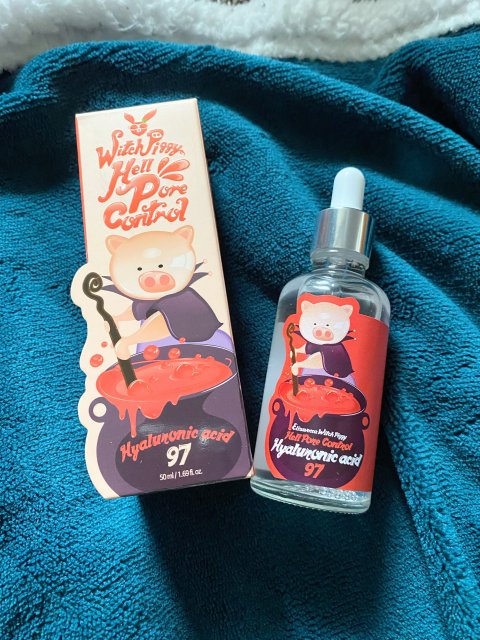 Witch Piggy
Hell
Pore
Control
Hyaluronic acid
97
50 ml / 1.69 fl. oz.
Elizavecca Witch Piggy
Hell Pore Control
Hyaluronic acid
97